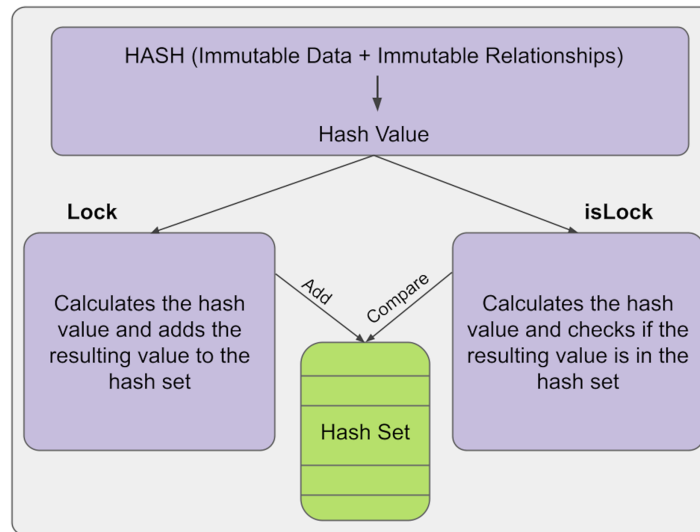 HASH (Immutable Data + Immutable Relationships)
Hash Value
Lock
isLock
Calculates the hash
value and adds the
resulting value to the
hash set
Add
Compare
Calculates the hash
value and checks if the
resulting value is in the
hash set
Hash Set